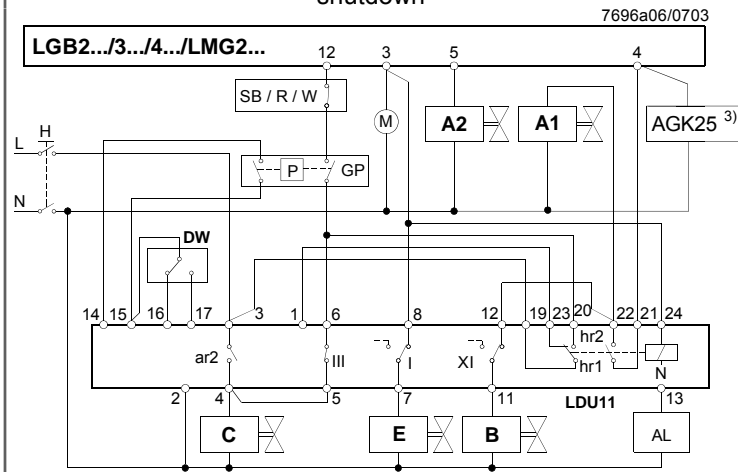 shutdown
7696a06/0703
LGB2.../3.../4.../LMG2...
12 3 5 4
SB / R / W
M
A2
A1
AGK25 3)
H
L
P
GP
N
DW
14 15 16 17 3 1 6 8 12 19 23 20 22 21 24
ar2
III
I
XI
hr2
hr1
N
2 4 5 7 11 LDU11 13
C
E
B
AL